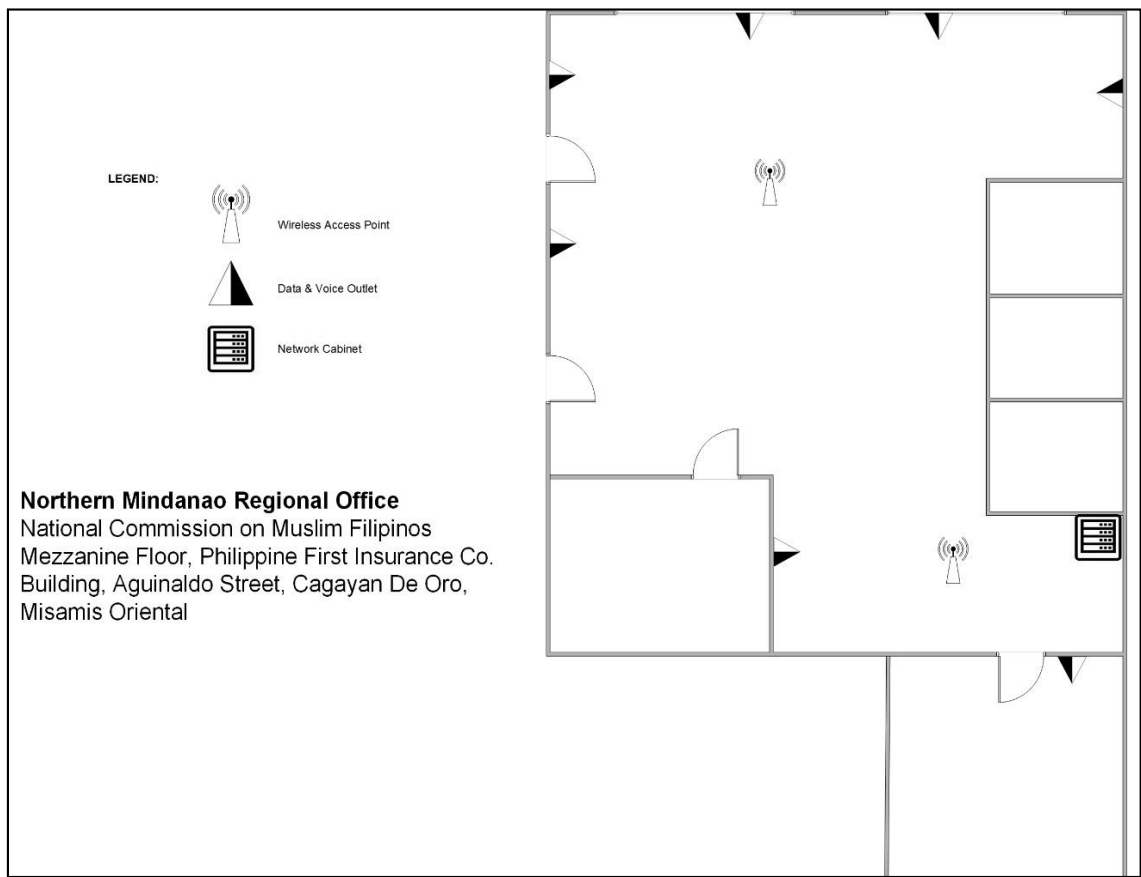 LEGEND:
Wireless Access Point
Data & Voice Outlet
Network Cabinet
Northern Mindanao Regional Office
National Commission on Muslim Filipinos
Mezzanine Floor, Philippine First Insurance Co.
Building, Aguinaldo Street, Cagayan De Oro,
Misamis Oriental